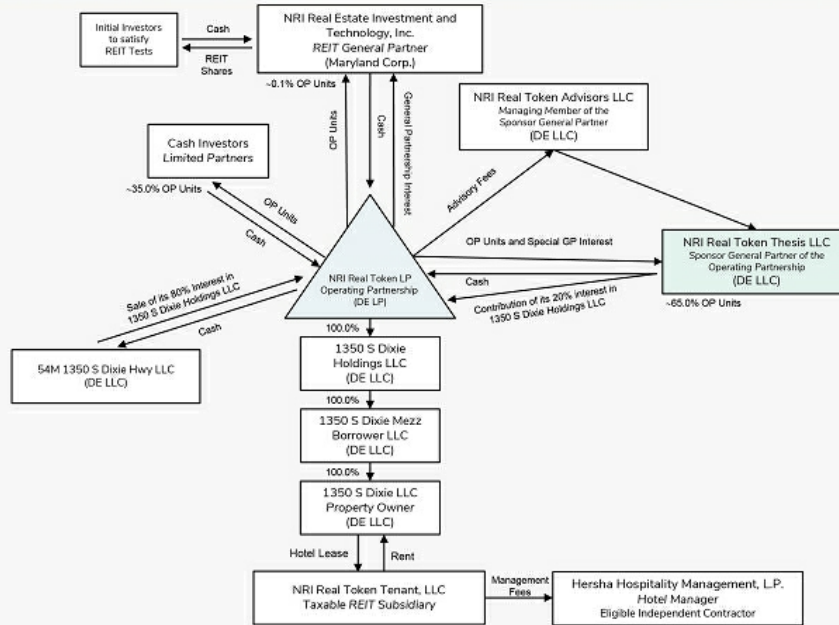 Initial Investors
to satisfy
REIT Tests
Cash
REIT
Shares
NRI Real Estate Investment and
Technology, Inc.
REIT General Partner
(Maryland Corp.)
~0.1% OP Units
OP Units
Cash
General Partnership Interest
NRI Real Token Advisors LLC
Managing Member of the
Sponsor General Partner
(DE LLC)
Cash Investors
Limited Partners
~35.0% OP Units
OP Units
Cash
Advisory Fees
OP Units and Special GP Interest
Cash
Contribution of its 20% interest in
1350 S Dixie Holdings LLC
NRI Real Token Thesis LLC
Sponsor General Partner of the
Operating Partnership
(DE LLC)
~65.0% OP Units
NRI Real Token LP
Operating Partnership
(DE LP)
Sale of its 80% Interest in
1350 S Dixie Holdings LLC
Cash
54M 1350 S Dixie Hwy LLC
(DE LLC)
100.0%
1350 S Dixie
Holdings LLC
(DE LLC)
100.0%
1350 S Dixie Mezz
Borrower LLC
(DE LLC)
100.0%
1350 S Dixie LLC
Property Owner
(DE LLC)
Hotel Lease
Rent
NRI Real Token Tenant, LLC
Taxable REIT Subsidiary
Management
Fees
Hersha Hospitality Management, L.P.
Hotel Manager
Eligible Independent Contractor